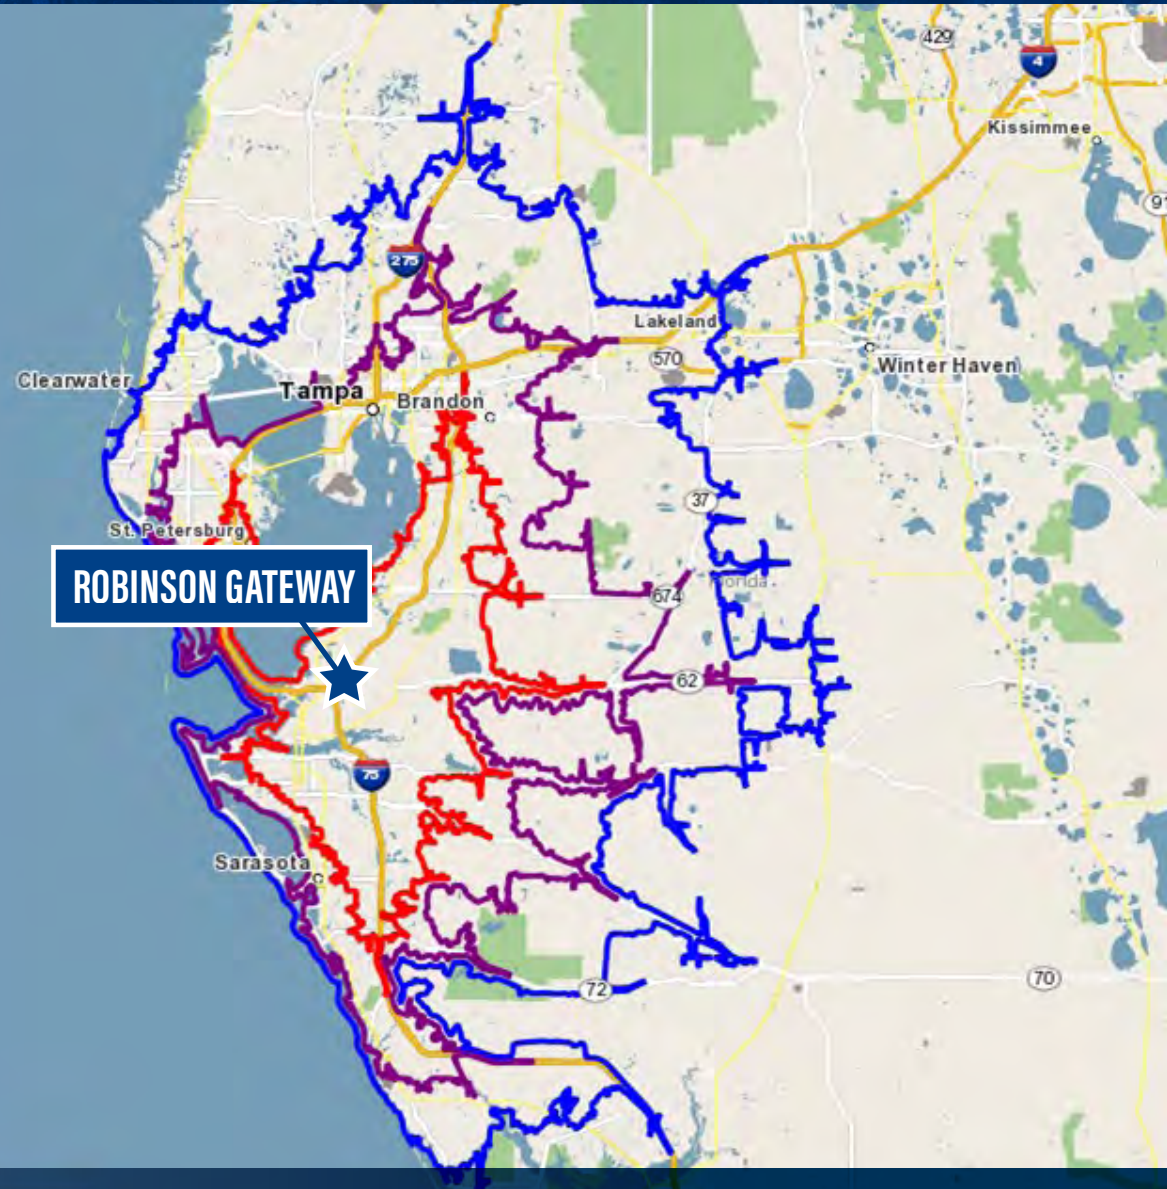 429
4
Kissimmee
91
275
Lakeland
570
Winter Haven
Clearwater
Tampa
Brandon
37
St. Petersburg
ROBINSON GATEWAY
Florida
674
62
75
Sarasota
72
70